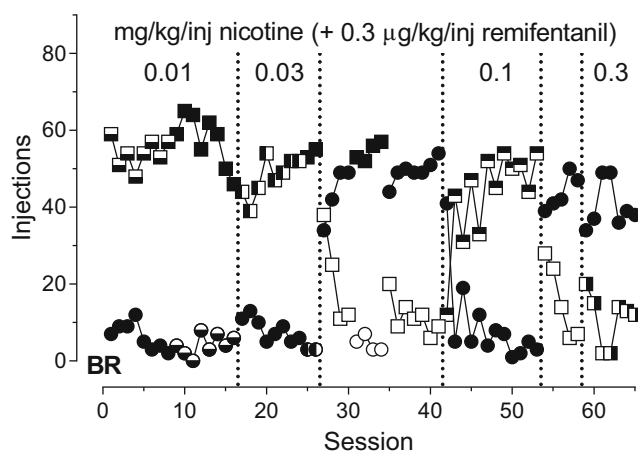 mg/kg/inj nicotine (+ 0.3 μg/kg/inj remifentanil)
0.01 0.03 0.1 0.3
80
60
40
20
0
Injections
BR
0 10 20 30 40 50 60
Session